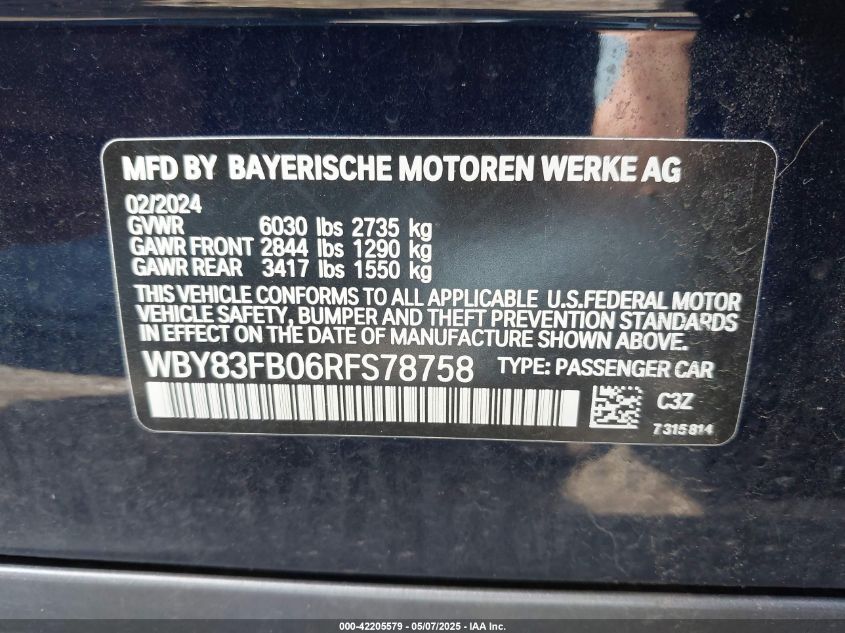 MFD BY BAYERISCHE MOTOREN WERKE AG
02/2024
GVWR 6030 lbs 2735 kg
GAWR FRONT 2844 lbs 1290 kg
GAWR REAR 3417 lbs 1550 kg
THIS VEHICLE CONFORMS TO ALL APPLICABLE U.S.FEDERAL MOTOR
VEHICLE SAFETY, BUMPER AND THEFT PREVENTION STANDARDS
IN EFFECT ON THE DATE OF MANUFACTURE SHOWN ABOVE.
WBY83FB06RFS78758 TYPE: PASSENGER CAR
C3Z
7315814
000-42205579 - 05/07/2025 - IAA Inc.